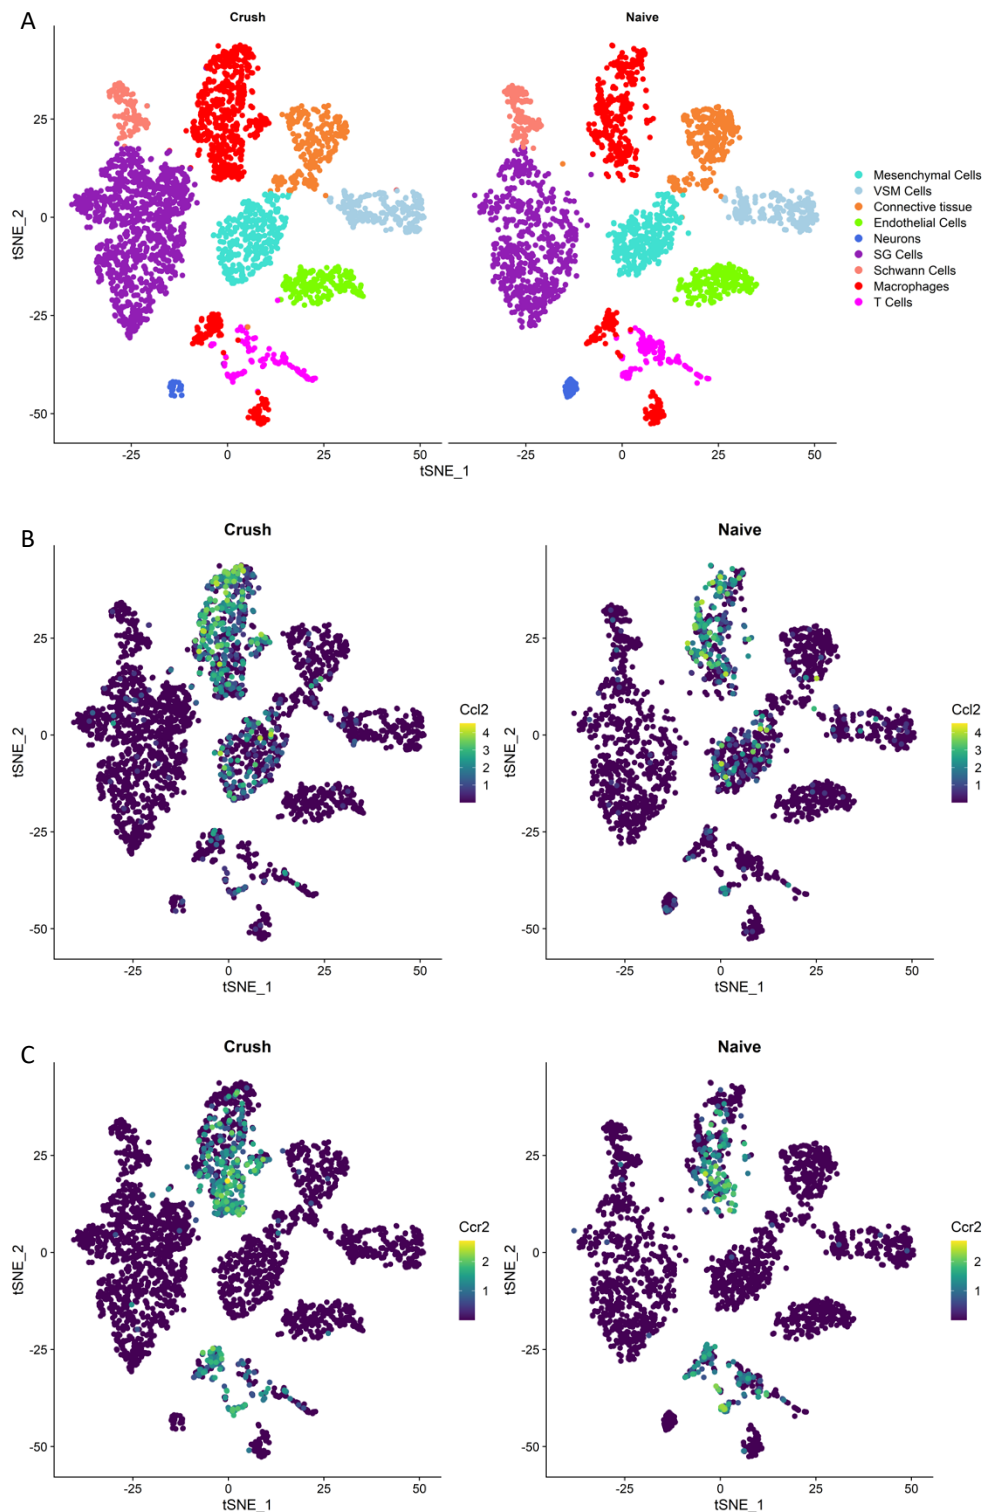 A
Crush
Naive
25
0
-25
-50
tSNE_2
-25
0
25
50
-25
0
25
50
tSNE_1
Mesenchymal Cells
VSM Cells
Connective tissue
Endothelial Cells
Neurons
SG Cells
Schwann Cells
Macrophages
T Cells
B
Crush
Naive
25
0
-25
-50
tSNE_2
-25
0
25
50
tSNE_1
Ccl2
4
3
2
1
25
0
-25
-50
tSNE_2
-25
0
25
50
tSNE_1
Ccl2
4
3
2
1
C
Crush
Naive
25
0
-25
-50
tSNE_2
-25
0
25
50
tSNE_1
Ccr2
2
1
25
0
-25
-50
tSNE_2
-25
0
25
50
tSNE_1
Ccr2
2
1